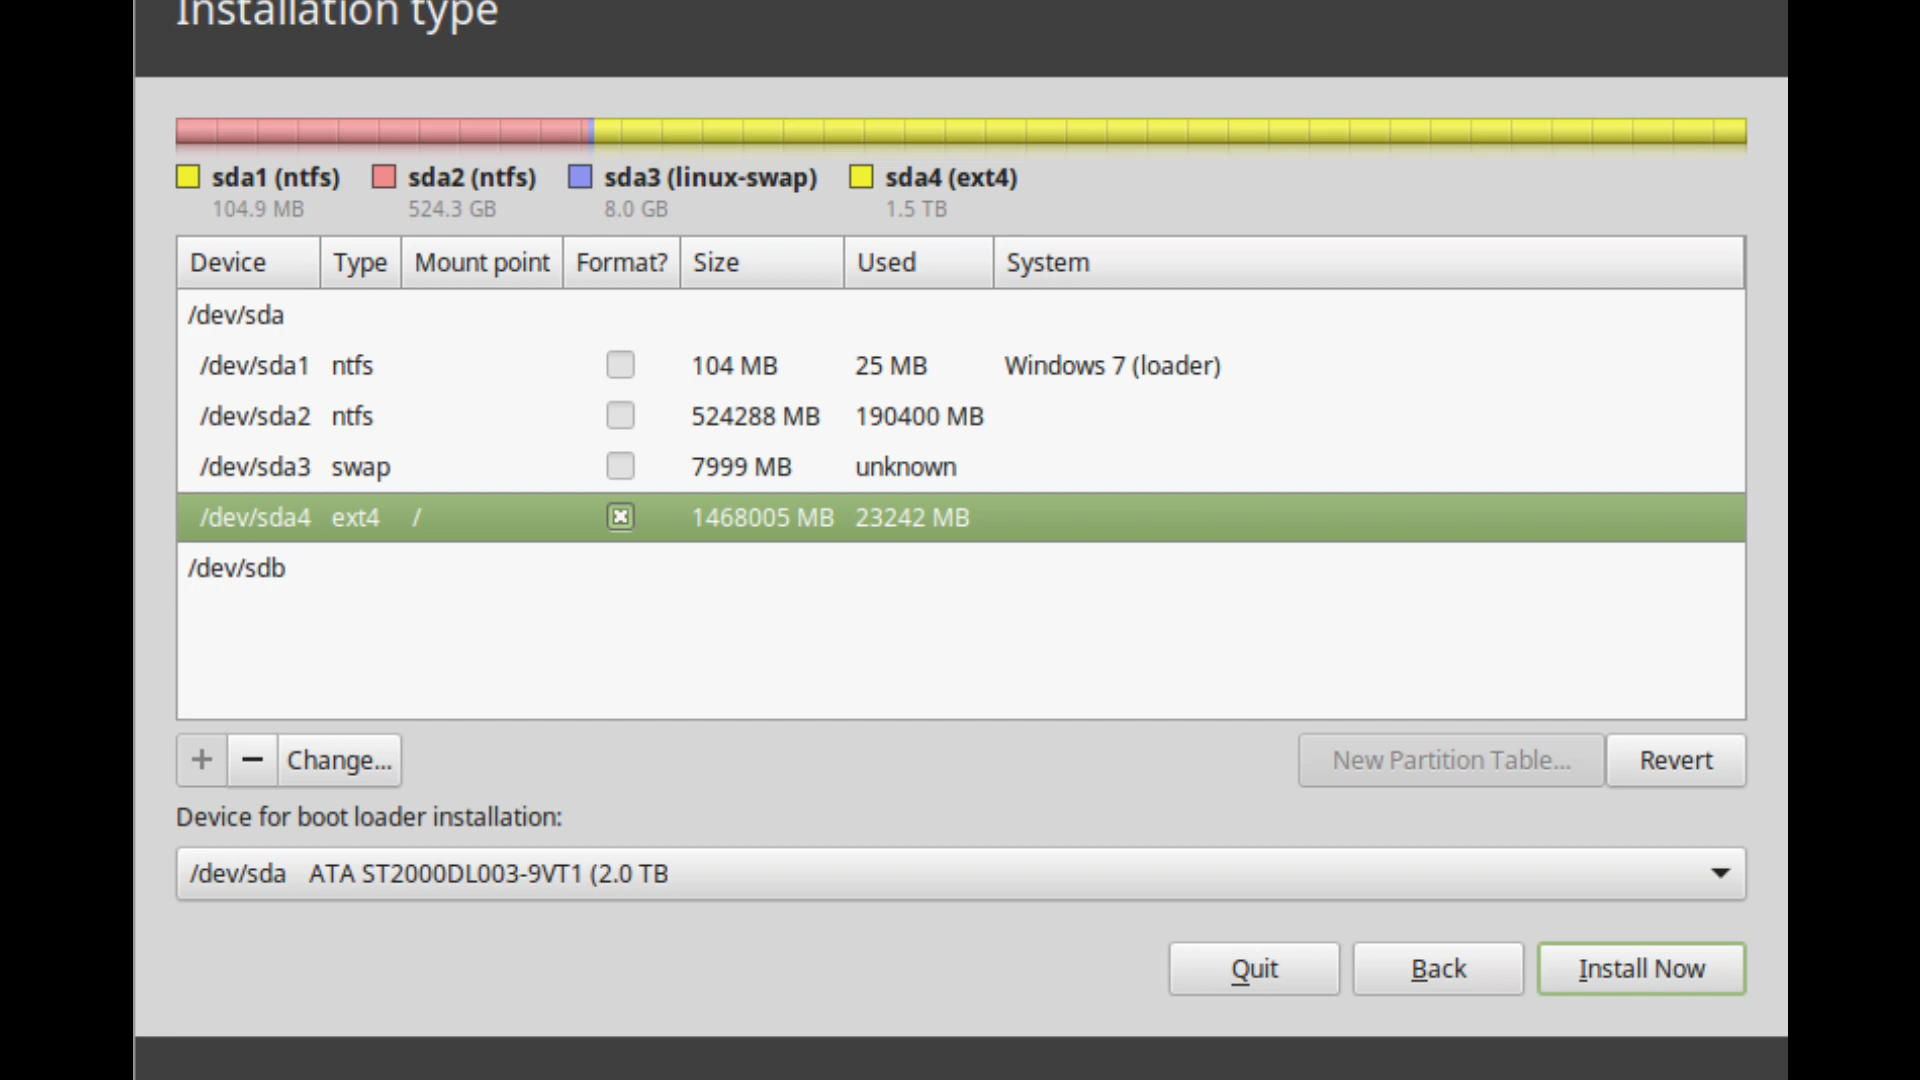 Installation type
sda1 (ntfs) sda2 (ntfs) sda3 (linux-swap) sda4 (ext4)
104.9 MB 524.3 GB 8.0 GB 1.5 TB
Device Type Mount point Format? Size Used System
/dev/sda
/dev/sda1 ntfs 104 MB 25 MB Windows 7 (loader)
/dev/sda2 ntfs 524288 MB 190400 MB
/dev/sda3 swap 7999 MB unknown
/dev/sda4 ext4 / 1468005 MB 23242 MB
/dev/sdb
+ − Change... New Partition Table... Revert
Device for boot loader installation:
/dev/sda ATA ST2000DL003-9VT1 (2.0 TB
Quit Back Install Now